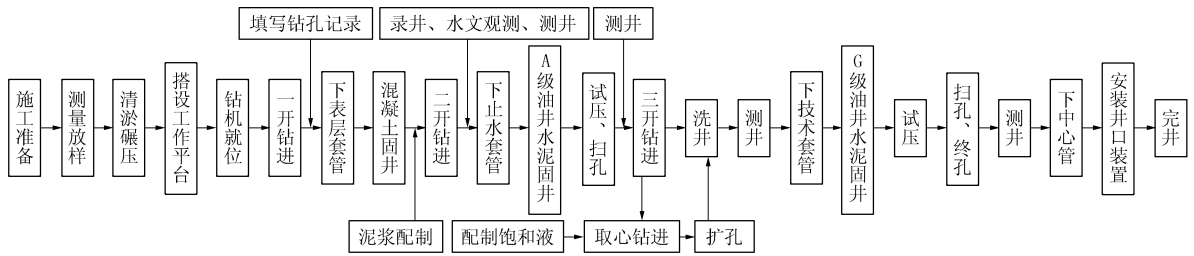 填写钻孔记录
录井、水文观测、测井
测井
施工准备
测量放样
清淤碾压
搭设工作平台
钻机就位
一开钻进
下表层套管
混凝土固井
二开钻进
下止水套管
A级油井水泥固井
试压、扫孔
三开钻进
洗井
测井
下技术套管
G级油井水泥固井
试压
扫孔、终孔
测井
下中心管
安装井口装置
完井
泥浆配制
配制饱和液
取心钻进
扩孔